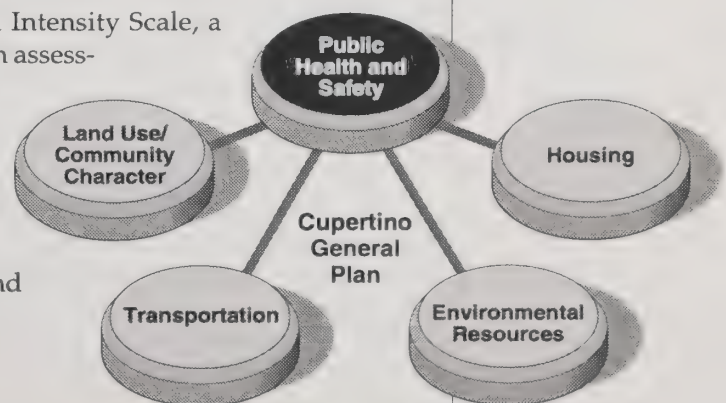 Intensity Scale, a
assess-
nd
Public
Health and
Safety
Land Use/
Community
Character
Housing
Cupertino
General
Plan
Transportation
Environmental
Resources